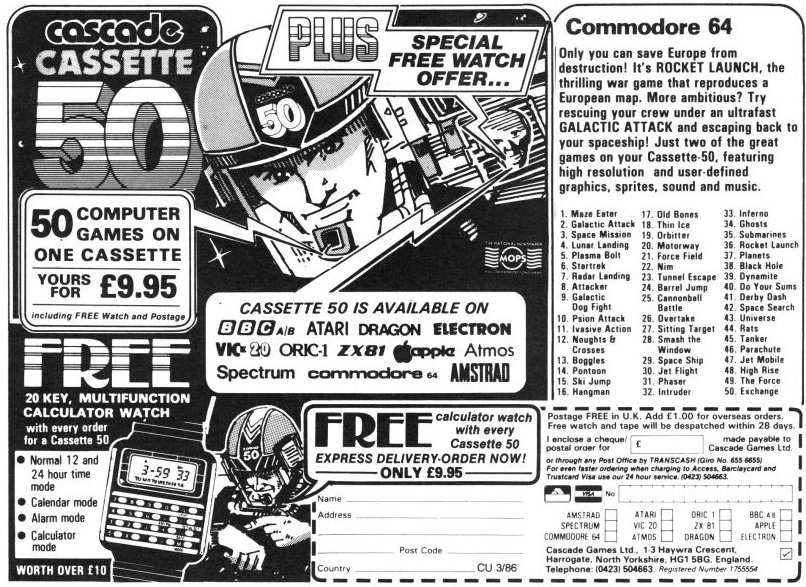 cascade
CASSETTE
50
50 COMPUTER
GAMES ON
ONE CASSETTE
YOURS
FOR £9.95
including FREE Watch and Postage
PLUS SPECIAL
FREE WATCH
OFFER...
50
THE NATIONAL NEWSPAPER
MOPS
CASSETTE 50 IS AVAILABLE ON
BBC A/B ATARI DRAGON ELECTRON
VIC 20 ORIC-1 ZX81 apple Atmos
Spectrum commodore 64 AMSTRAD
FREE
20 KEY, MULTIFUNCTION
CALCULATOR WATCH
with every order
for a Cassette 50
● Normal 12 and
24 hour time
mode
● Calendar mode
● Alarm mode
● Calculator
mode
WORTH OVER £10
3-59 33
50
FREE calculator watch
with every
Cassette 50
EXPRESS DELIVERY-ORDER NOW!
ONLY £9.95
Name
Address
Post Code
Country CU 3/86
Commodore 64
Only you can save Europe from
destruction! It's ROCKET LAUNCH, the
thrilling war game that reproduces a
European map. More ambitious? Try
rescuing your crew under an ultrafast
GALACTIC ATTACK and escaping back to
your spaceship! Just two of the great
games on your Cassette-50, featuring
high resolution and user-defined
graphics, sprites, sound and music.
1. Maze Eater
2. Galactic Attack
3. Space Mission
4. Lunar Landing
5. Plasma Bolt
6. Startrek
7. Radar Landing
8. Attacker
9. Galactic
Dog Fight
10. Psion Attack
11. Ivasive Action
12. Noughts &
Crosses
13. Boggles
14. Pontoon
15. Ski Jump
16. Hangman
17. Old Bones
18. Thin Ice
19. Orbitter
20. Motorway
21. Force Field
22. Nim
23. Tunnel Escape
24. Barrel Jump
25. Cannonball
Battle
26. Overtake
27. Sitting Target
28. Smash the
Window
29. Space Ship
30. Jet Flight
31. Phaser
32. Intruder
33. Inferno
34. Ghosts
35. Submarines
36. Rocket Launch
37. Planets
38. Black Hole
39. Dynamite
40. Do Your Sums
41. Derby Dash
42. Space Search
43. Universe
44. Rats
45. Tanker
46. Parachute
47. Jet Mobile
48. High Rise
49. The Force
50. Exchange
Postage FREE in U.K. Add £1.00 for overseas orders.
Free watch and tape will be despatched within 28 days.
I enclose a cheque/ £ made payable to
postal order for Cascade Games Ltd.
or through any Post Office by TRANSCASH (Giro No. 655 6655)
For even faster ordering when charging to Access, Barclaycard and
Trustcard Visa use our 24 hour service. (0423) 504663.
VISA No
AMSTRAD ATARI ORIC 1 BBC A B
SPECTRUM VIC 20 ZX 81 APPLE
COMMODORE 64 ATMOS DRAGON ELECTRON
Cascade Games Ltd., 1-3 Haywra Crescent,
Harrogate, North Yorkshire, HG1 5BG, England.
Telephone: (0423) 504663. Registered Number 1755554